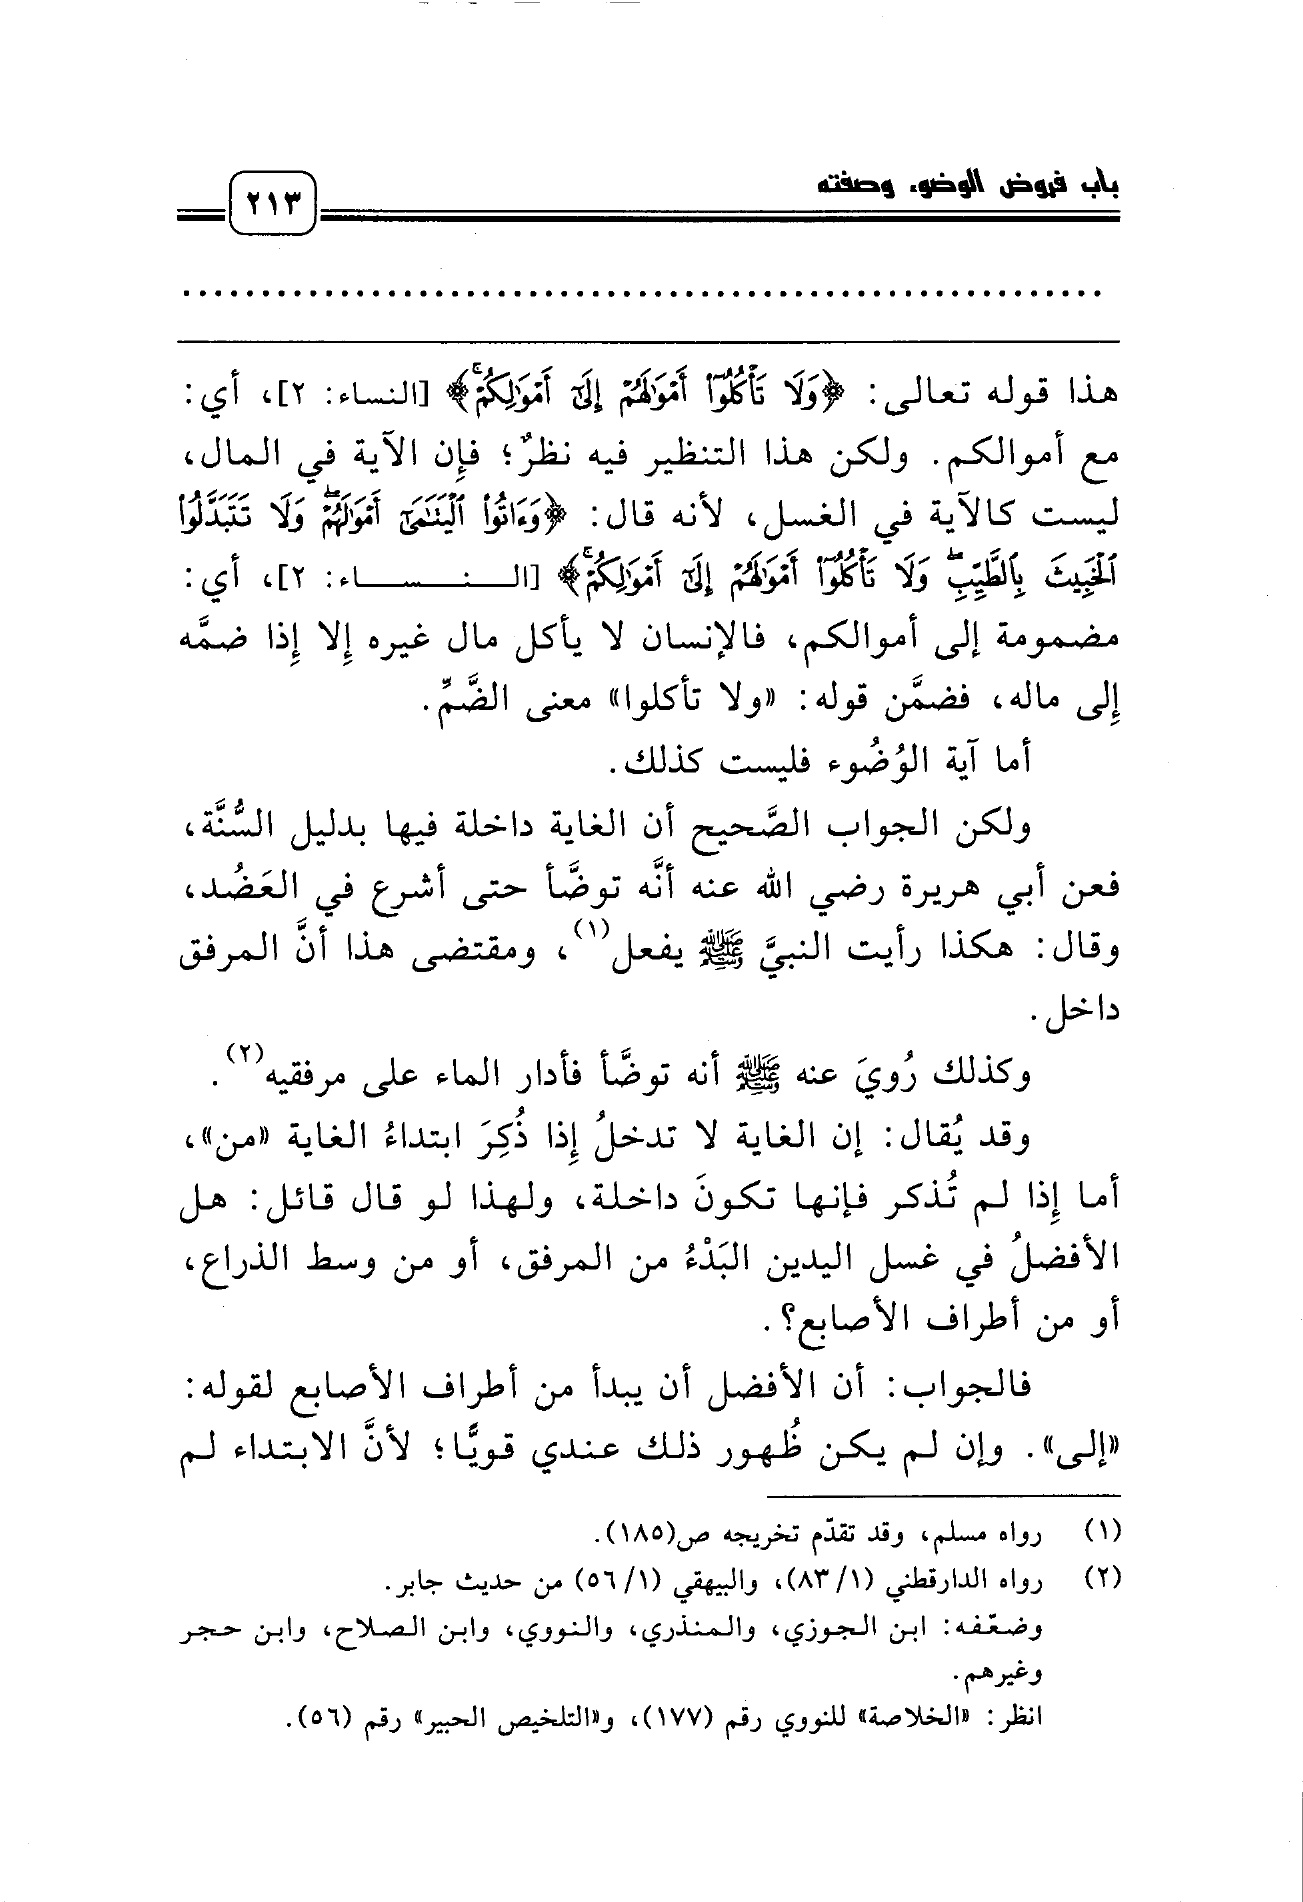 باب فروض الوضوء وصفته
٢١٣
هذا قوله تعالى: ﴿وَلَا تَأْكُلُوٓا۟ أَمْوَٰلَهُمْ إِلَىٰٓ أَمْوَٰلِكُمْ ۚ﴾ [النساء: ٢]، أي:
مع أموالكم. ولكن هذا التنظير فيه نظرٌ؛ فإِن الآية في المال،
ليست كالآية في الغسل، لأنه قال: ﴿وَءَاتُوا۟ ٱلْيَتَـٰمَىٰٓ أَمْوَٰلَهُمْ ۖ وَلَا تَتَبَدَّلُوا۟
ٱلْخَبِيثَ بِٱلطَّيِّبِ ۖ وَلَا تَأْكُلُوٓا۟ أَمْوَٰلَهُمْ إِلَىٰٓ أَمْوَٰلِكُمْ ۚ﴾ [النساء: ٢]، أي:
مضمومة إلى أموالكم، فالإنسان لا يأكل مال غيره إِلا إِذا ضمَّه
إِلى ماله، فضمَّن قوله: «ولا تأكلوا» معنى الضَّمِّ.
أما آية الوُضُوء فليست كذلك.
ولكن الجواب الصَّحيح أن الغاية داخلة فيها بدليل السُّنَّة،
فعن أبي هريرة رضي الله عنه أنَّه توضَّأ حتى أشرع في العَضُد،
وقال: هكذا رأيت النبيَّ ﷺ يفعل(١)، ومقتضى هذا أنَّ المرفق
داخل.
وكذلك رُويَ عنه ﷺ أنه توضَّأ فأدار الماء على مرفقيه(٢).
وقد يُقال: إن الغاية لا تدخلُ إِذا ذُكِرَ ابتداءُ الغاية «من»،
أما إِذا لم تُذكر فإنها تكونَ داخلة، ولهذا لو قال قائل: هل
الأفضلُ في غسل اليدين البَدْءُ من المرفق، أو من وسط الذراع،
أو من أطراف الأصابع؟.
فالجواب: أن الأفضل أن يبدأ من أطراف الأصابع لقوله:
«إلى». وإن لم يكن ظُهور ذلك عندي قويًّا؛ لأنَّ الابتداء لم
(١) رواه مسلم، وقد تقدّم تخريجه ص(١٨٥).
(٢) رواه الدارقطني (١/ ٨٣)، والبيهقي (١/ ٥٦) من حديث جابر.
وضعّفه: ابن الجوزي، والمنذري، والنووي، وابن الصلاح، وابن حجر
وغيرهم.
انظر: «الخلاصة» للنووي رقم (١٧٧)، و«التلخيص الحبير» رقم (٥٦).